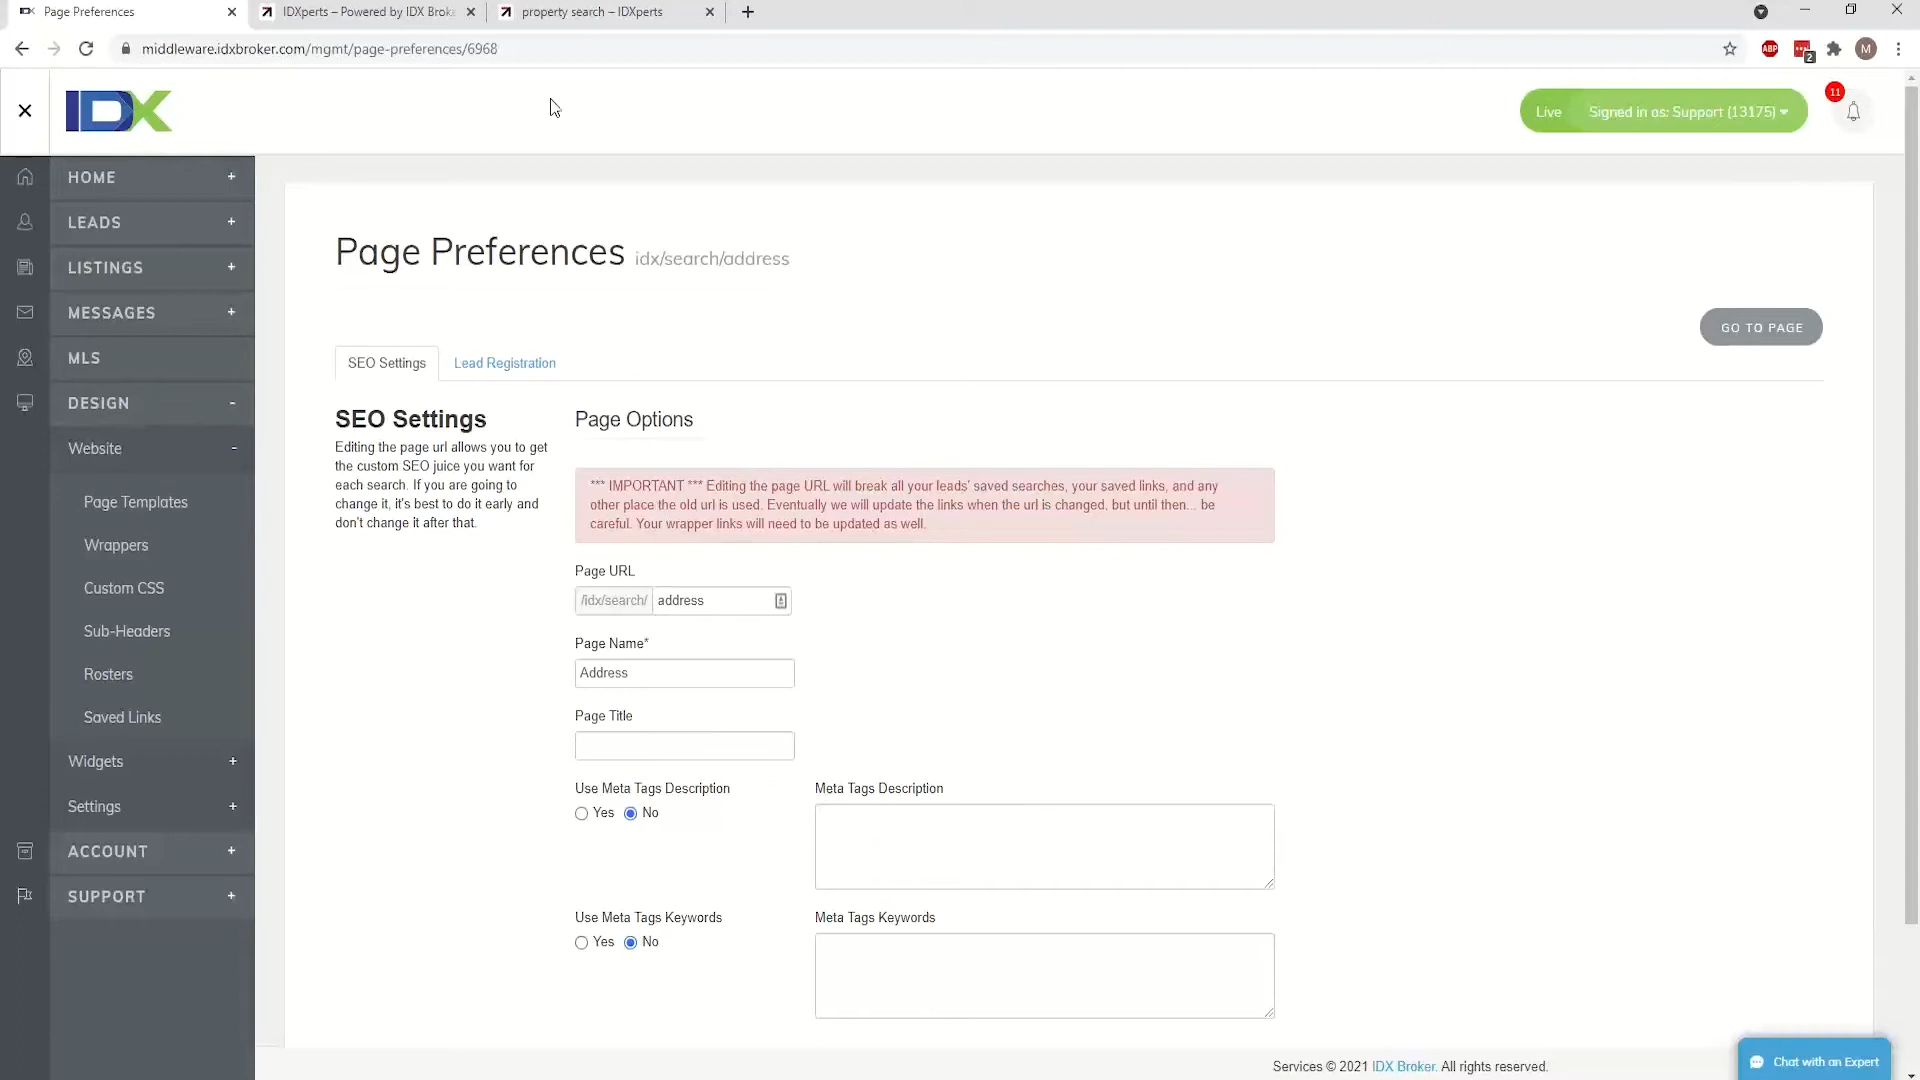 Page Preferences
IDXperts – Powered by IDX Broke
property search – IDXperts
middleware.idxbroker.com/mgmt/page-preferences/6968
ABP
2
M
IDX
Live
Signed in as: Support (13175)
11
HOME +
LEADS +
LISTINGS +
MESSAGES +
MLS
DESIGN -
Website -
Page Templates
Wrappers
Custom CSS
Sub-Headers
Rosters
Saved Links
Widgets +
Settings +
ACCOUNT +
SUPPORT +
Page Preferences idx/search/address
GO TO PAGE
SEO Settings
Lead Registration
SEO Settings
Editing the page url allows you to get
the custom SEO juice you want for
each search. If you are going to
change it, it's best to do it early and
don't change it after that.
Page Options
*** IMPORTANT *** Editing the page URL will break all your leads' saved searches, your saved links, and any
other place the old url is used. Eventually we will update the links when the url is changed, but until then... be
careful. Your wrapper links will need to be updated as well.
Page URL
/idx/search/ address
Page Name*
Address
Page Title
Use Meta Tags Description
Yes No
Meta Tags Description
Use Meta Tags Keywords
Yes No
Meta Tags Keywords
Services © 2021 IDX Broker. All rights reserved.
Chat with an Expert